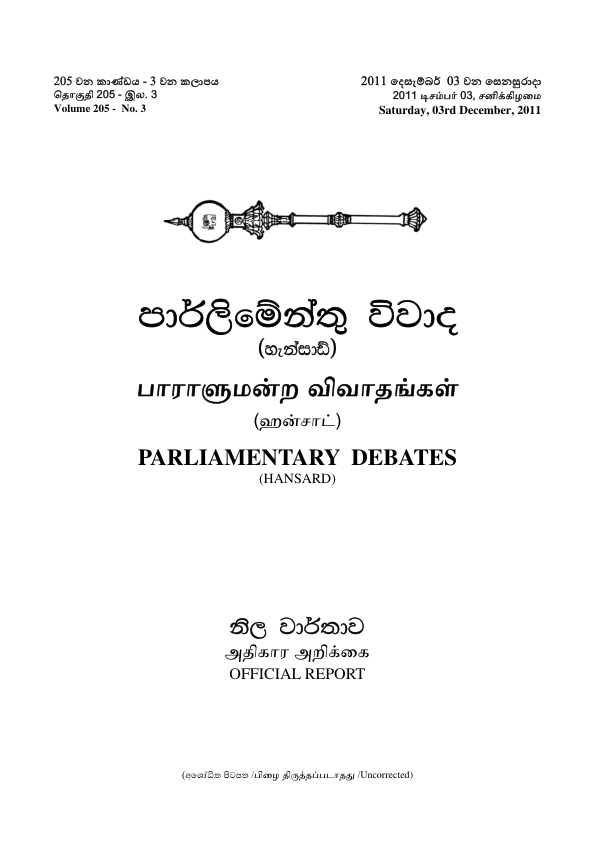 205 වන කාණ්ඩය - 3 වන කලාපය
தொகுதி 205 - இல. 3
Volume 205 - No. 3
2011 දෙසැම්බර් 03 වන සෙනසුරාදා
2011 டிசம்பர் 03, சனிக்கிழமை
Saturday, 03rd December, 2011
පාර්ලිමේන්තු විවාද
(හැන්සාඩ්)
பாராளுமன்ற விவாதங்கள்
(ஹன்சாட்)
PARLIAMENTARY DEBATES
(HANSARD)
නිල වාර්තාව
அதிகார அறிக்கை
OFFICIAL REPORT
(අශෝධිත පිටපත /பிழை திருத்தப்படாதது /Uncorrected)